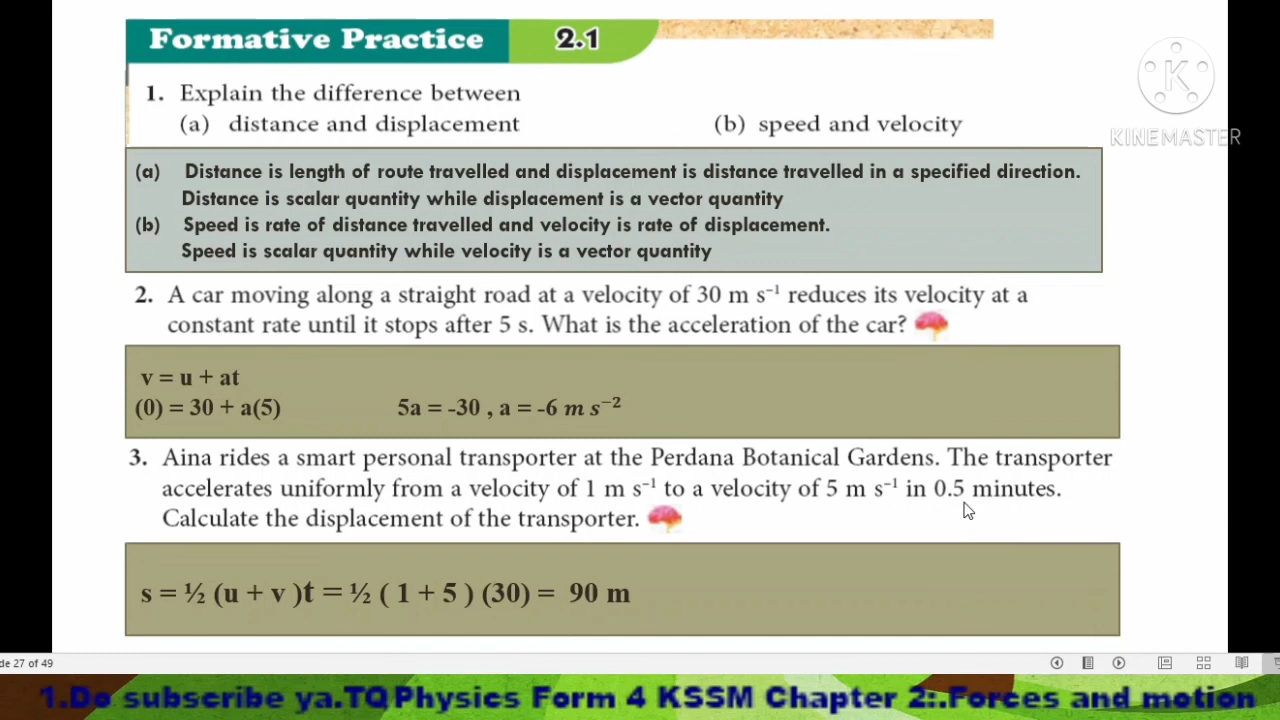 Formative Practice 2.1
K
KINEMASTER
1. Explain the difference between
(a) distance and displacement (b) speed and velocity
(a) Distance is length of route travelled and displacement is distance travelled in a specified direction.
Distance is scalar quantity while displacement is a vector quantity
(b) Speed is rate of distance travelled and velocity is rate of displacement.
Speed is scalar quantity while velocity is a vector quantity
2. A car moving along a straight road at a velocity of 30 m s⁻¹ reduces its velocity at a
constant rate until it stops after 5 s. What is the acceleration of the car?
v = u + at
(0) = 30 + a(5) 5a = -30 , a = -6 m s⁻²
3. Aina rides a smart personal transporter at the Perdana Botanical Gardens. The transporter
accelerates uniformly from a velocity of 1 m s⁻¹ to a velocity of 5 m s⁻¹ in 0.5 minutes.
Calculate the displacement of the transporter.
s = ½ (u + v )t = ½ ( 1 + 5 ) (30) = 90 m
de 27 of 49
1.Do subscribe ya.TQ Physics Form 4 KSSM Chapter 2:.Forces and motion